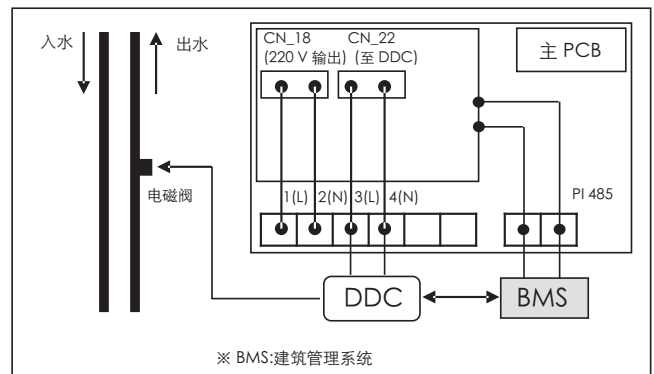 入水
出水
CN_18
CN_22
(220 V 输出)
(至 DDC)
主 PCB
电磁阀
1(L)
2(N)
3(L)
4(N)
PI 485
DDC
BMS
※ BMS:建筑管理系统